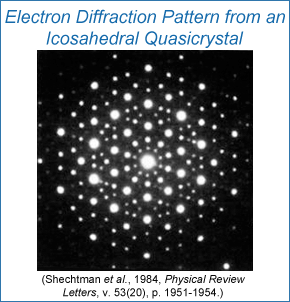 Electron Diffraction Pattern from an
Icosahedral Quasicrystal
(Shechtman et al., 1984, Physical Review
Letters, v. 53(20), p. 1951-1954.)